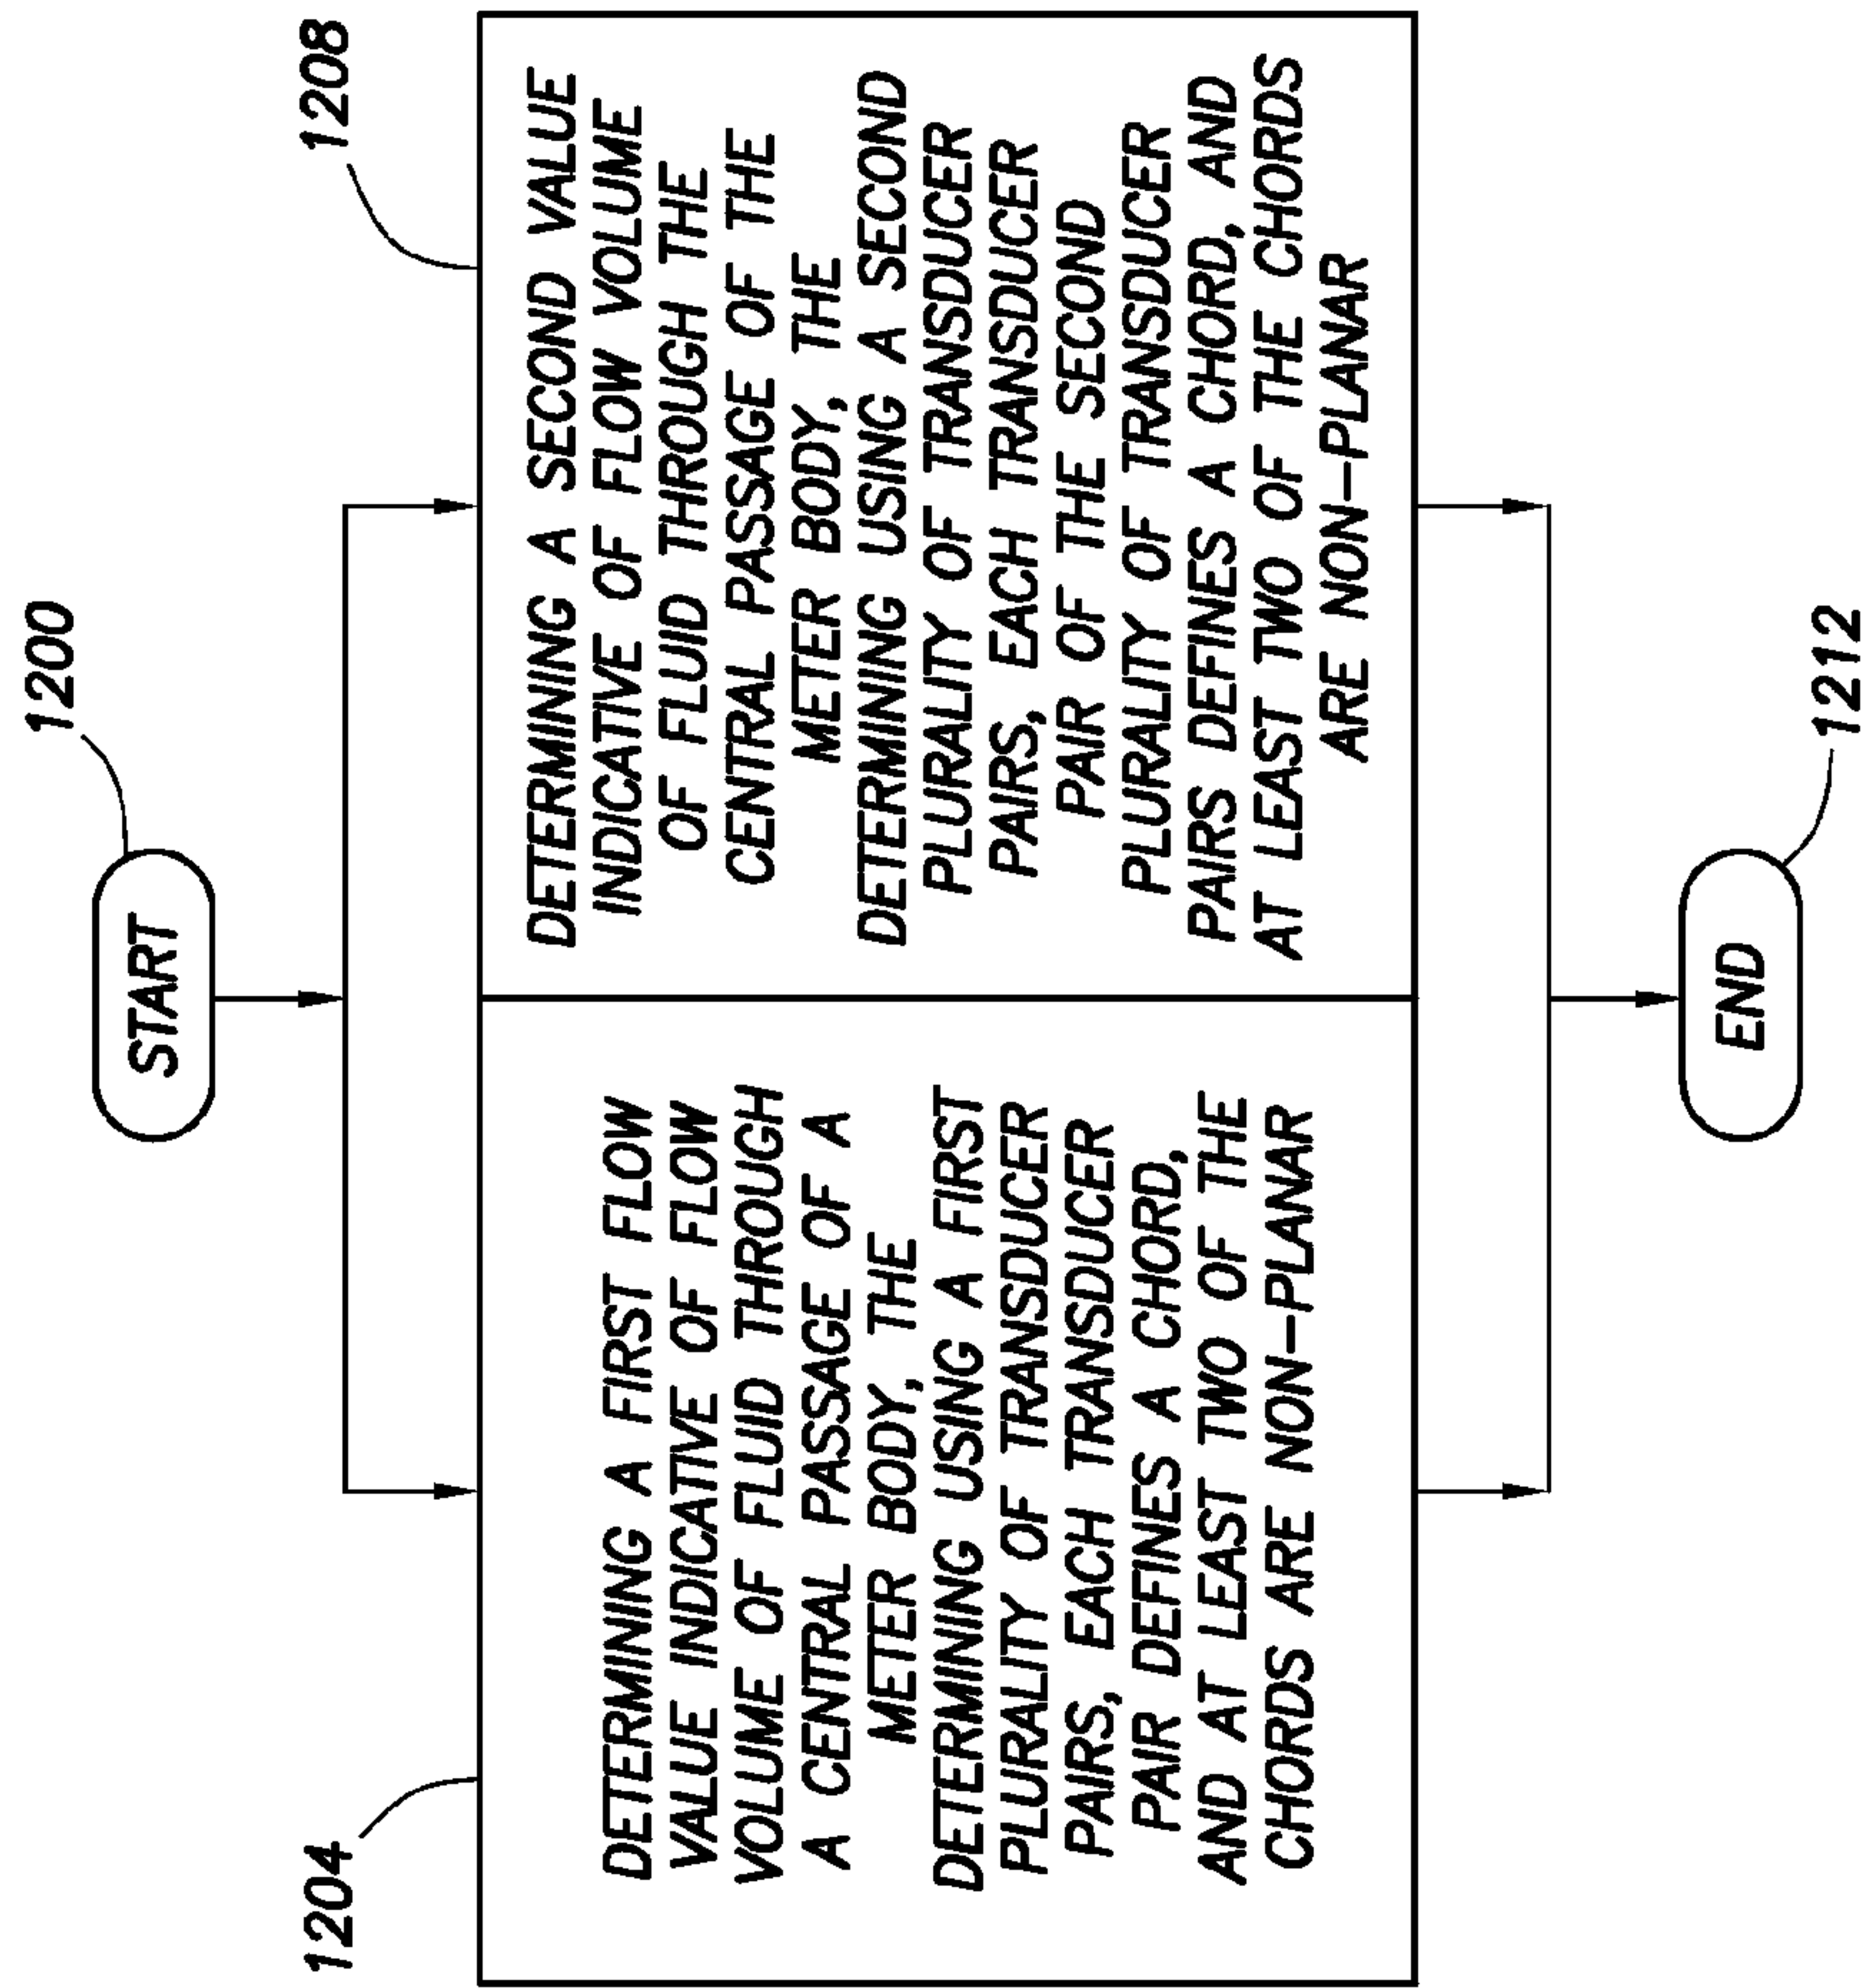 1200
START
1204
DETERMINING A FIRST FLOW
VALUE INDICATIVE OF FLOW
VOLUME OF FLUID THROUGH
A CENTRAL PASSAGE OF A
METER BODY, THE
DETERMINING USING A FIRST
PLURALITY OF TRANSDUCER
PAIRS, EACH TRANSDUCER
PAIR DEFINES A CHORD,
AND AT LEAST TWO OF THE
CHORDS ARE NON-PLANAR
1208
DETERMINING A SECOND VALUE
INDICATIVE OF FLOW VOLUME
OF FLUID THROUGH THE
CENTRAL PASSAGE OF THE
METER BODY, THE
DETERMINING USING A SECOND
PLURALITY OF TRANSDUCER
PAIRS, EACH TRANSDUCER
PAIR OF THE SECOND
PLURALITY OF TRANSDUCER
PAIRS DEFINES A CHORD, AND
AT LEAST TWO OF THE CHORDS
ARE NON-PLANAR
1212
END